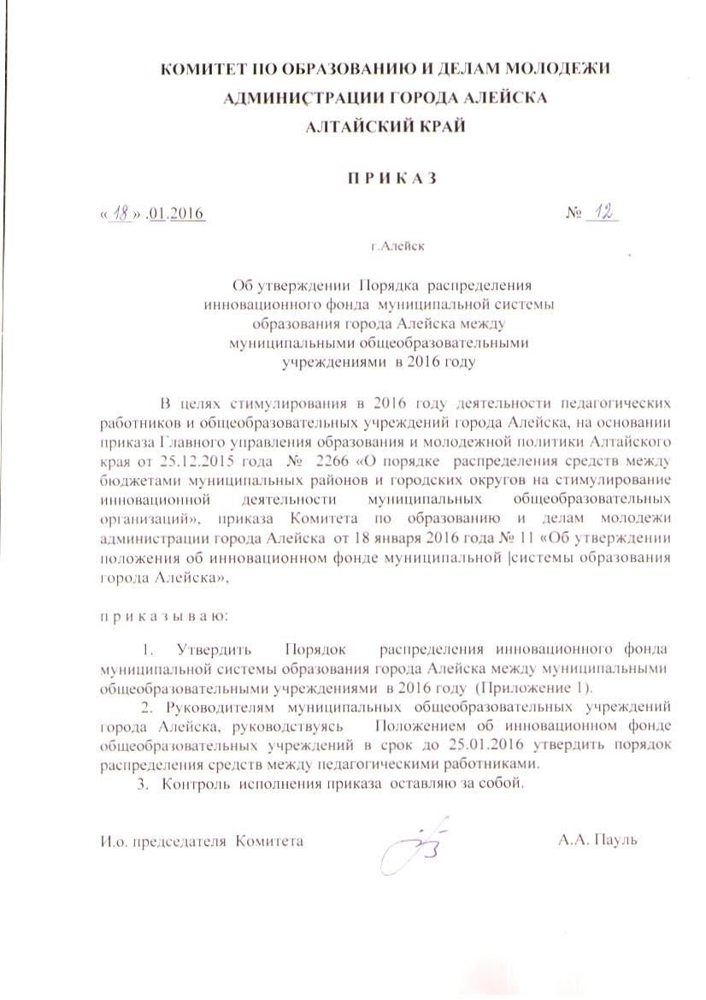 КОМИТЕТ ПО ОБРАЗОВАНИЮ И ДЕЛАМ МОЛОДЕЖИ
АДМИНИСТРАЦИИ ГОРОДА АЛЕЙСКА
АЛТАЙСКИЙ КРАЙ
П Р И К А З
« 18 » .01.2016 № 12
г.Алейск
Об утверждении Порядка распределения
инновационного фонда муниципальной системы
образования города Алейска между
муниципальными общеобразовательными
учреждениями в 2016 году
В целях стимулирования в 2016 году деятельности педагогических
работников и общеобразовательных учреждений города Алейска, на основании
приказа Главного управления образования и молодежной политики Алтайского
края от 25.12.2015 года № 2266 «О порядке распределения средств между
бюджетами муниципальных районов и городских округов на стимулирование
инновационной деятельности муниципальных общеобразовательных
организаций», приказа Комитета по образованию и делам молодежи
администрации города Алейска от 18 января 2016 года № 11 «Об утверждении
положения об инновационном фонде муниципальной |системы образования
города Алейска»,
п р и к а з ы в а ю:
1. Утвердить Порядок распределения инновационного фонда
муниципальной системы образования города Алейска между муниципальными
общеобразовательными учреждениями в 2016 году (Приложение 1).
2. Руководителям муниципальных общеобразовательных учреждений
города Алейска, руководствуясь Положением об инновационном фонде
общеобразовательных учреждений в срок до 25.01.2016 утвердить порядок
распределения средств между педагогическими работниками.
3. Контроль исполнения приказа оставляю за собой.
И.о. председателя Комитета А.А. Пауль